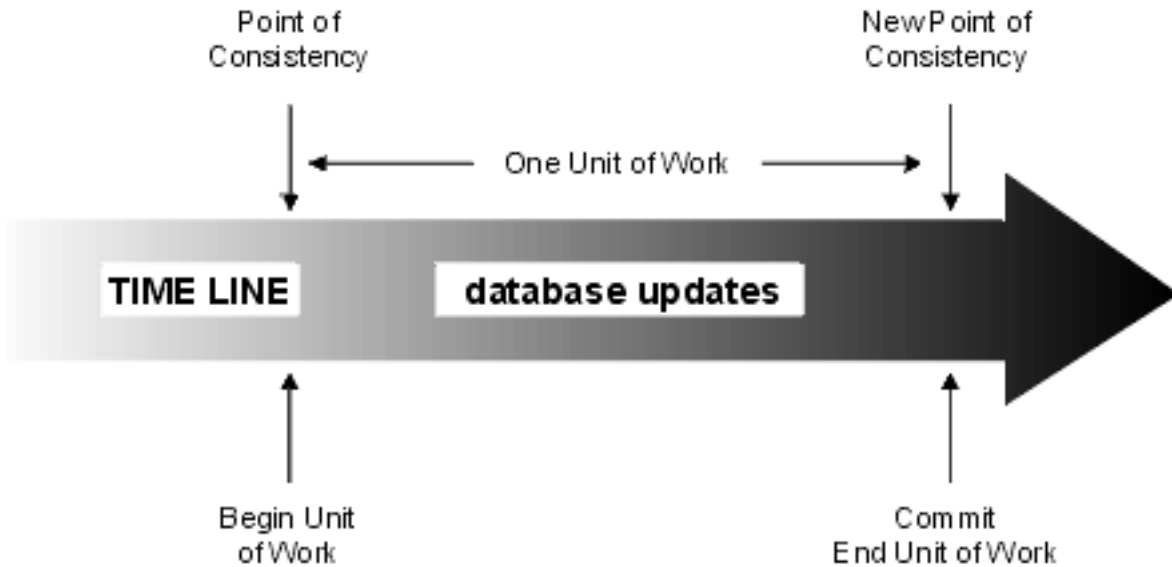 Point of
Consistency
New Point of
Consistency
One Unit of Work
TIME LINE
database updates
Begin Unit
of Work
Commit
End Unit of Work